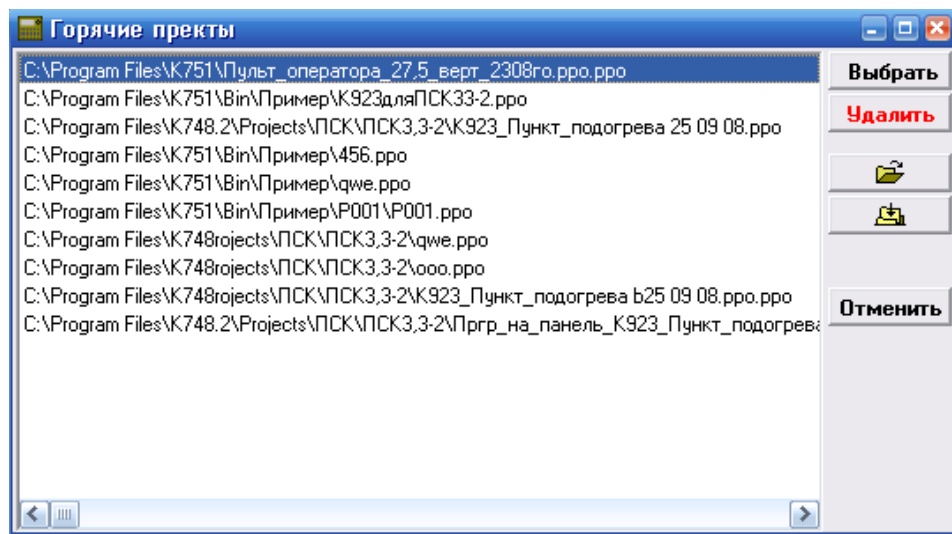 Горячие пректы
C:\Program Files\K751\Пульт_оператора_27,5_верт_2308го.ppo.ppo
C:\Program Files\K751\Bin\Пример\K923дляПСК33-2.ppo
C:\Program Files\K748.2\Projects\ПСК\ПСК3,3-2\K923_Пункт_подогрева 25 09 08.ppo
C:\Program Files\K751\Bin\Пример\456.ppo
C:\Program Files\K751\Bin\Пример\qwe.ppo
C:\Program Files\K751\Bin\Пример\P001\P001.ppo
C:\Program Files\K748rojects\ПСК\ПСК3,3-2\qwe.ppo
C:\Program Files\K748rojects\ПСК\ПСК3,3-2\ooo.ppo
C:\Program Files\K748rojects\ПСК\ПСК3,3-2\K923_Пункт_подогрева b25 09 08.ppo.ppo
C:\Program Files\K748.2\Projects\ПСК\ПСК3,3-2\Пргр_на_панель_K923_Пункт_подогрева
Выбрать
Удалить
Отменить